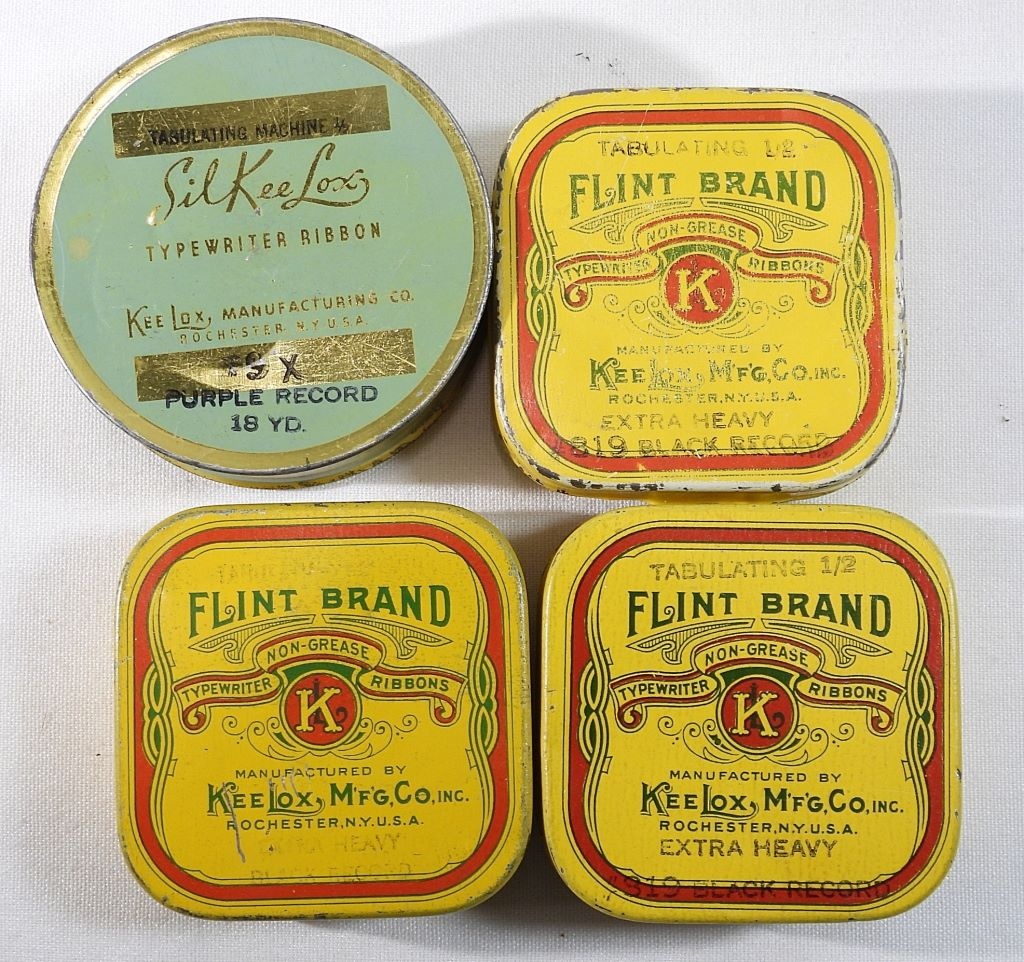 TABULATING MACHINE ½
SilKeeLox
TYPEWRITER RIBBON
KEE LOX, MANUFACTURING CO.
ROCHESTER. N.Y. U.S.A.
X
PURPLE RECORD
18 YD.
TABULATING 1/2
FLINT BRAND
NON-GREASE
TYPEWRITER RIBBONS
K
MANUFACTURED BY
KEE LOX, M'F'G, CO, INC.
ROCHESTER, N.Y. U.S.A.
EXTRA HEAVY
#819 BLACK RECORD
FLINT BRAND
NON-GREASE
TYPEWRITER RIBBONS
K
MANUFACTURED BY
KEE LOX, M'F'G, CO, INC.
ROCHESTER, N.Y. U.S.A.
EXTRA HEAVY
BLACK RECORD
TABULATING 1/2
FLINT BRAND
NON-GREASE
TYPEWRITER RIBBONS
K
MANUFACTURED BY
KEE LOX, M'F'G, CO, INC.
ROCHESTER, N.Y. U.S.A.
EXTRA HEAVY
#819 BLACK RECORD